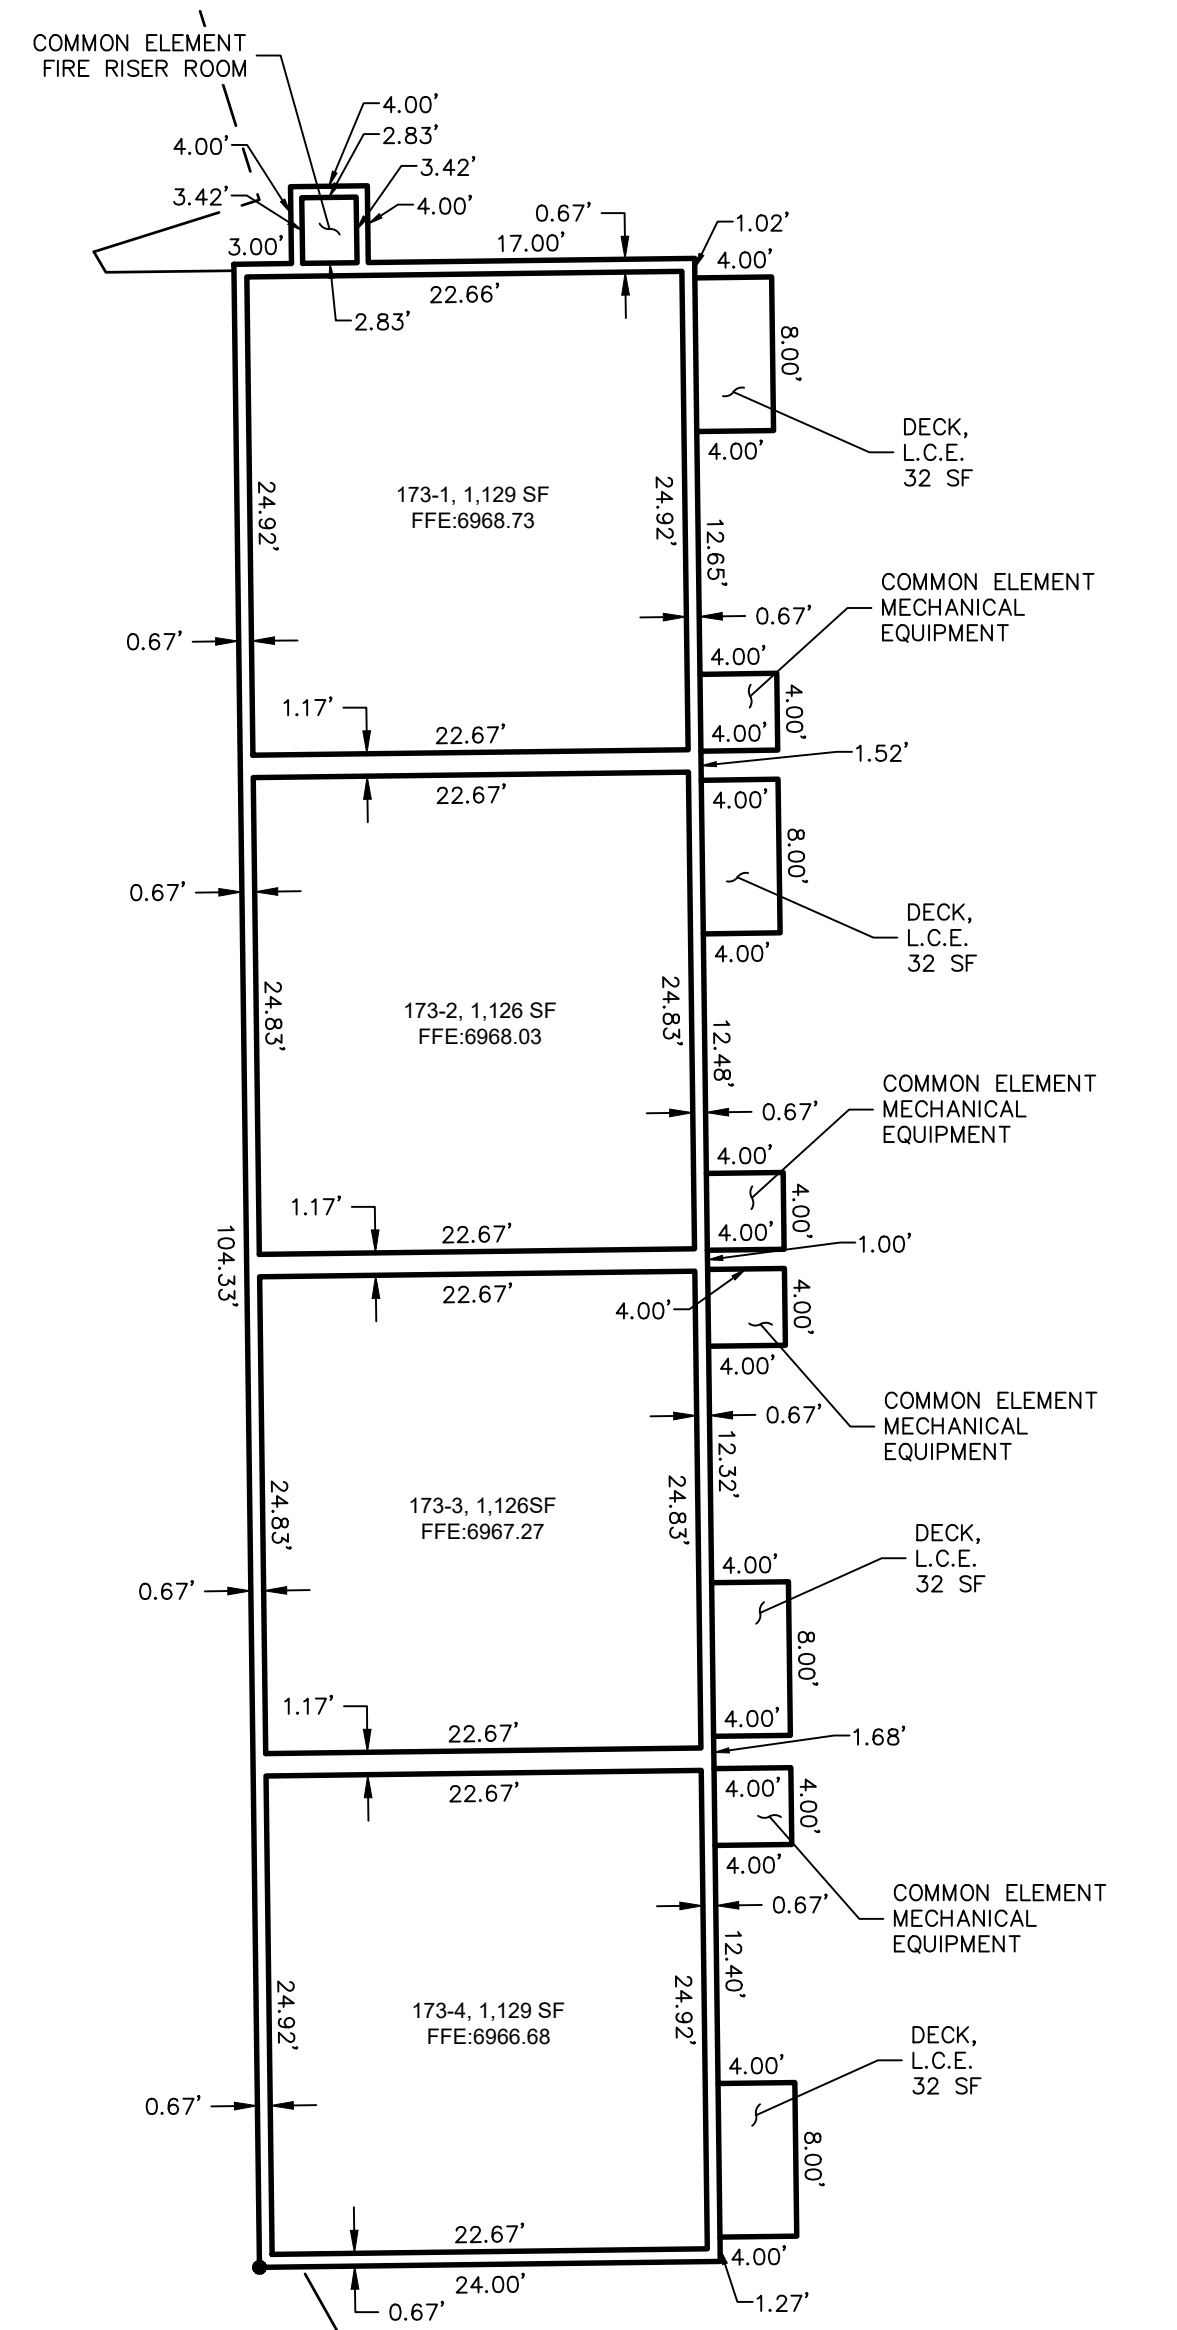 COMMON ELEMENT
FIRE RISER ROOM
4.00'
2.83'
4.00'
3.42'
3.42'
4.00'
0.67'
1.02'
3.00'
17.00'
4.00'
22.66'
2.83'
8.00'
DECK,
L.C.E.
32 SF
4.00'
24.92'
173-1, 1,129 SF
FFE:6968.73
24.92'
12.65'
COMMON ELEMENT
MECHANICAL
EQUIPMENT
0.67'
0.67'
4.00'
4.00'
1.17'
22.67'
4.00'
1.52'
22.67'
4.00'
8.00'
0.67'
DECK,
L.C.E.
32 SF
4.00'
24.83'
173-2, 1,126 SF
FFE:6968.03
24.83'
12.48'
COMMON ELEMENT
MECHANICAL
EQUIPMENT
0.67'
4.00'
4.00'
1.17'
22.67'
4.00'
1.00'
104.33'
22.67'
4.00'
4.00'
4.00'
COMMON ELEMENT
MECHANICAL
EQUIPMENT
0.67'
12.32'
24.83'
173-3, 1,126SF
FFE:6967.27
24.83'
DECK,
L.C.E.
32 SF
4.00'
0.67'
8.00'
1.17'
22.67'
4.00'
1.68'
22.67'
4.00'
4.00'
4.00'
COMMON ELEMENT
MECHANICAL
EQUIPMENT
0.67'
12.40'
24.92'
173-4, 1,129 SF
FFE:6966.68
24.92'
DECK,
L.C.E.
32 SF
4.00'
0.67'
8.00'
22.67'
4.00'
24.00'
0.67'
1.27'